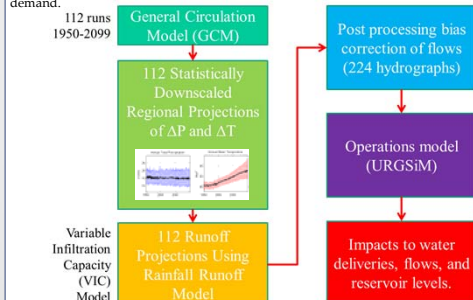 demand.
112 runs
1950-2099
General Circulation
Model (GCM)
112 Statistically
Downscaled
Regional Projections
of ΔP and ΔT
Variable
Infiltration
Capacity
(VIC)
Model
112 Runoff
Projections Using
Rainfall Runoff
Model
Post processing bias
correction of flows
(224 hydrographs)
Operations model
(URGSiM)
Impacts to water
deliveries, flows, and
reservoir levels.